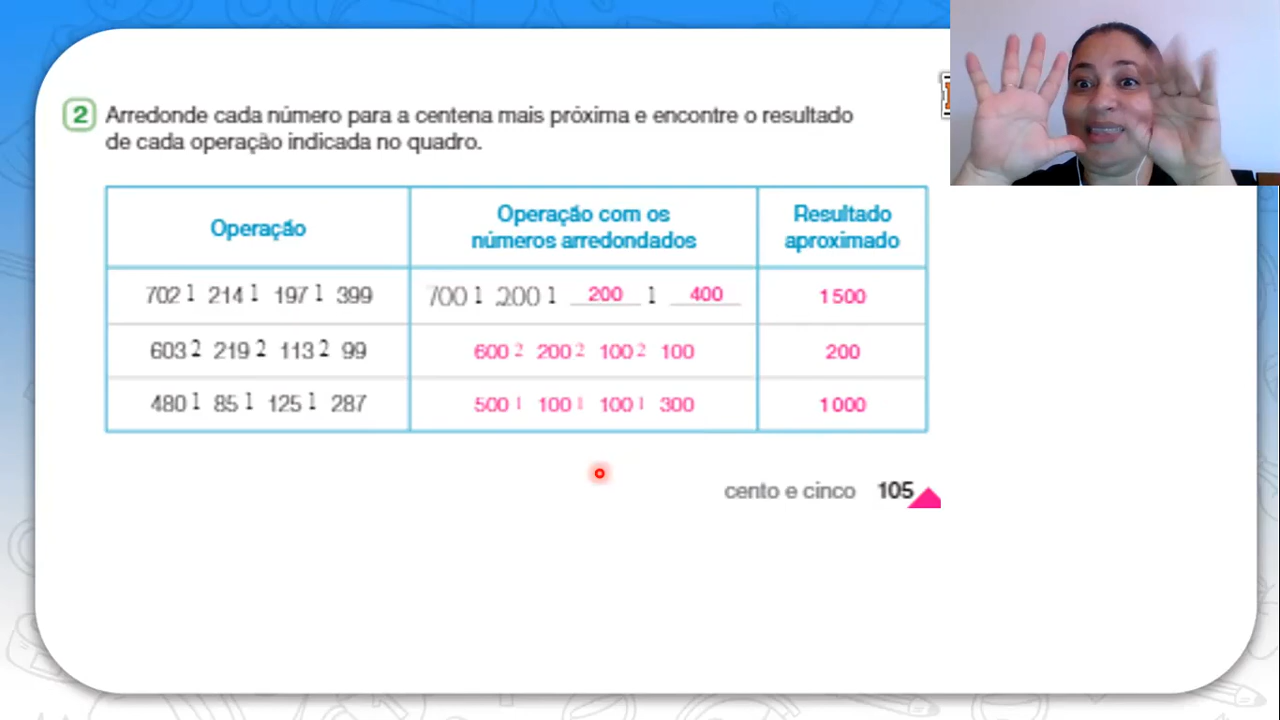 2 Arredonde cada número para a centena mais próxima e encontre o resultado
de cada operação indicada no quadro.
Operação
Operação com os
números arredondados
Resultado
aproximado
702 1 214 1 197 1 399
700 1 200 1 200 1 400
1 500
603 2 219 2 113 2 99
600 2 200 2 100 2 100
200
480 1 85 1 125 1 287
500 1 100 1 100 1 300
1 000
cento e cinco 105